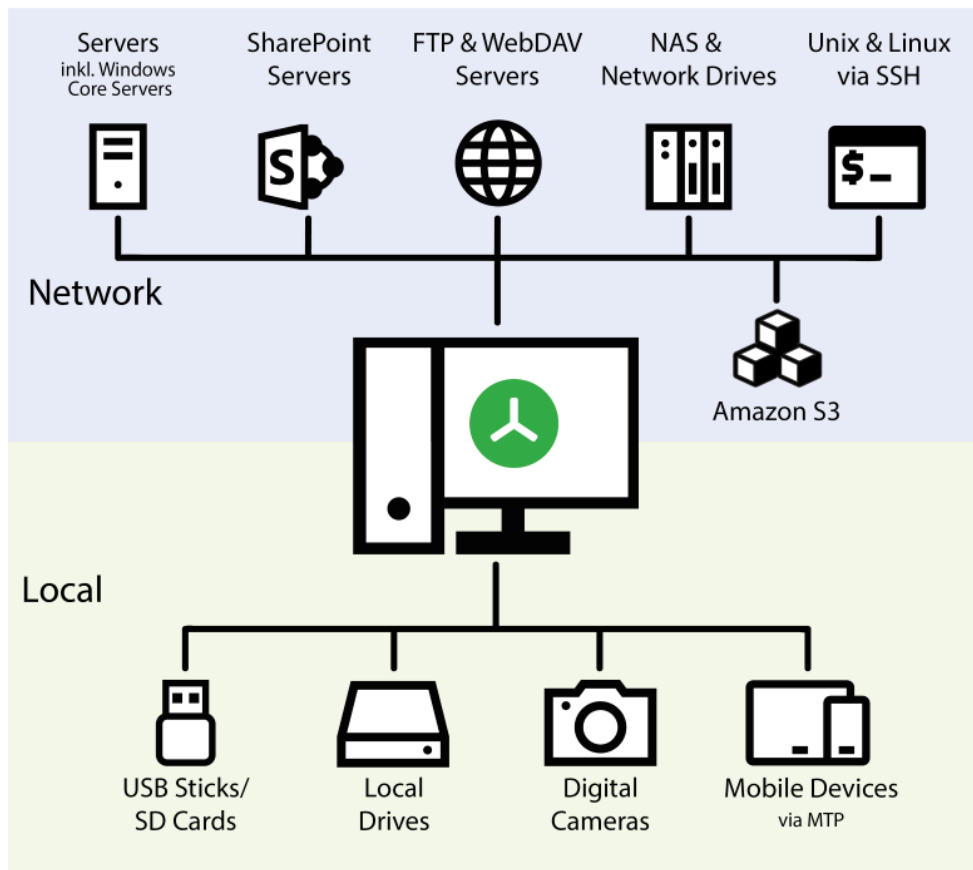 Servers
inkl. Windows
Core Servers
SharePoint
Servers
FTP & WebDAV
Servers
NAS &
Network Drives
Unix & Linux
via SSH
S
$_
Network
Amazon S3
Local
USB Sticks/
SD Cards
Local
Drives
Digital
Cameras
Mobile Devices
via MTP